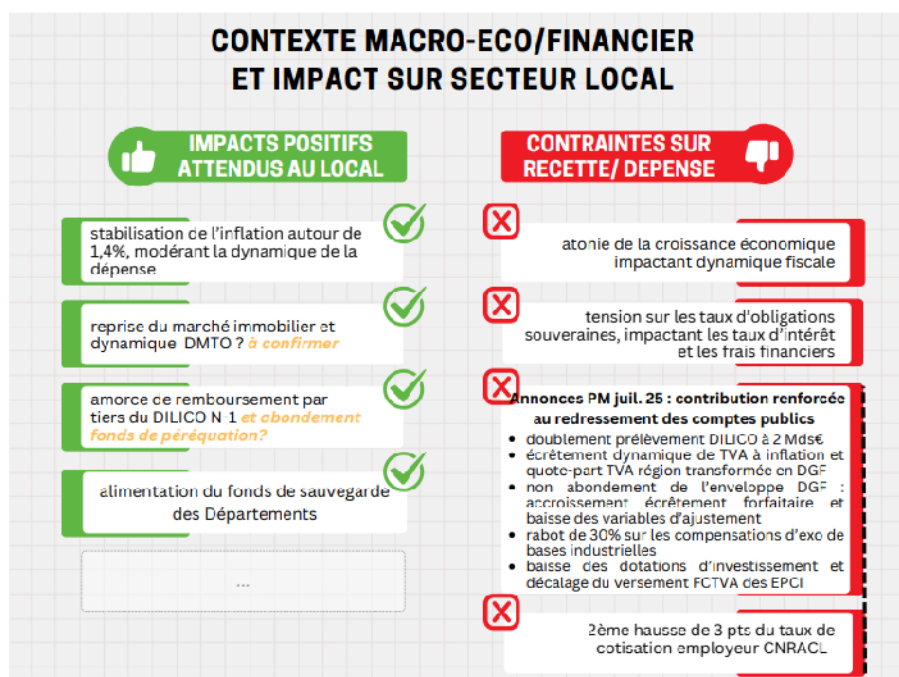 CONTEXTE MACRO-ECO/FINANCIER
ET IMPACT SUR SECTEUR LOCAL
IMPACTS POSITIFS
ATTENDUS AU LOCAL
stabilisation de l'inflation autour de
1,4%, modérant la dynamique de la
dépense
reprise du marché immobilier et
dynamique DMTO ? à confirmer
amorce de remboursement par
tiers du DILICO N-1 et abondement
fonds de péréquation?
alimentation du fonds de sauvegarde
des Départements
...
CONTRAINTES SUR
RECETTE/ DEPENSE
atonie de la croissance économique
impactant dynamique fiscale
tension sur les taux d'obligations
souveraines, impactant les taux d'intérêt
et les frais financiers
Annonces PM juil. 25 : contribution renforcée
au redressement des comptes publics
• doublement prélèvement DILICO à 2 Mds€
• écrêtement dynamique de TVA à inflation et
quote-part TVA région transformée en DGF
• non abondement de l'enveloppe DGF :
accroissement écrêtement forfaitaire et
baisse des variables d'ajustement
• rabot de 30% sur les compensations d'exo de
bases industrielles
• baisse des dotations d'investissement et
décalage du versement FCTVA des EPCI
2ème hausse de 3 pts du taux de
cotisation employeur CNRACL